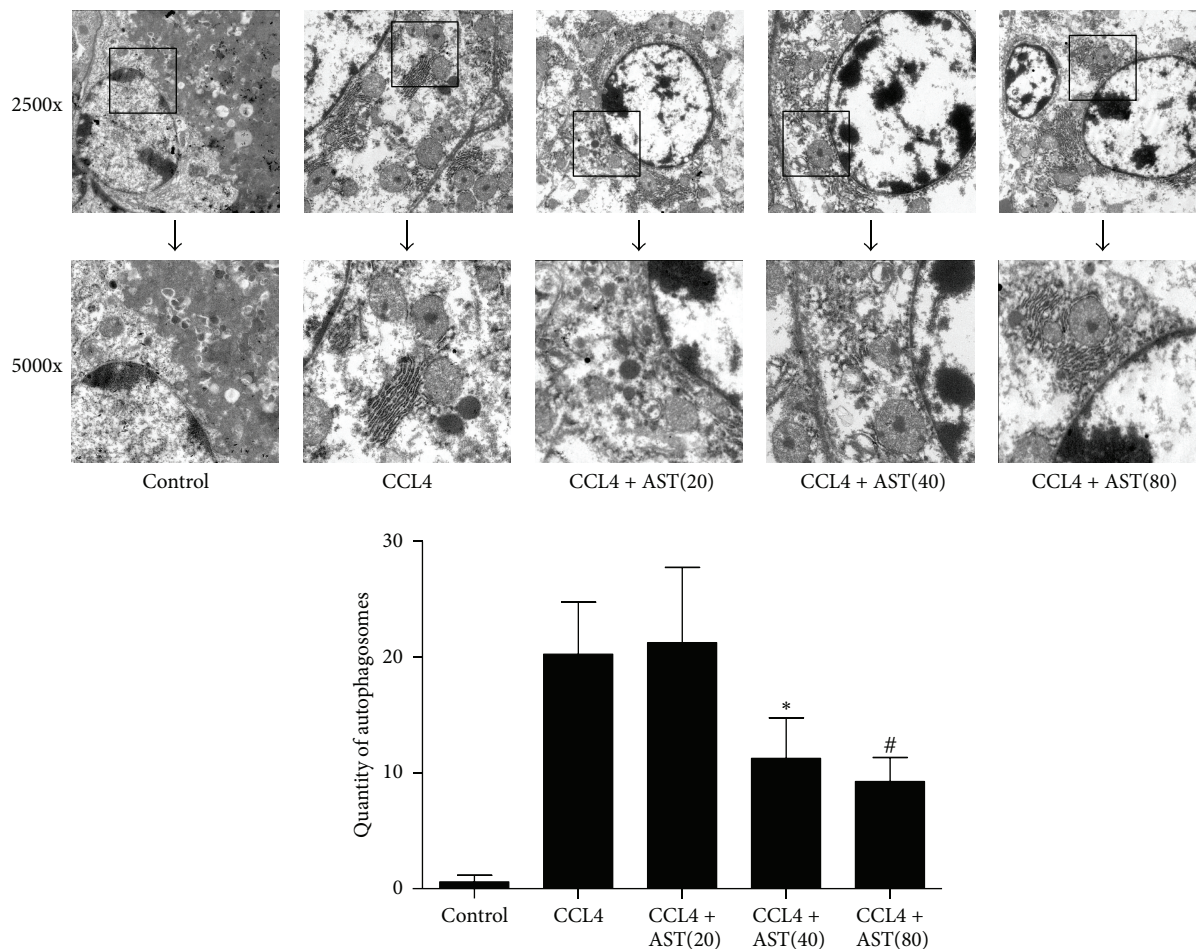 2500x
5000x
Control
CCL4
CCL4 + AST(20)
CCL4 + AST(40)
CCL4 + AST(80)
Quantity of autophagosomes
30
20
10
0
*
#
Control
CCL4
CCL4 +
AST(20)
CCL4 +
AST(40)
CCL4 +
AST(80)